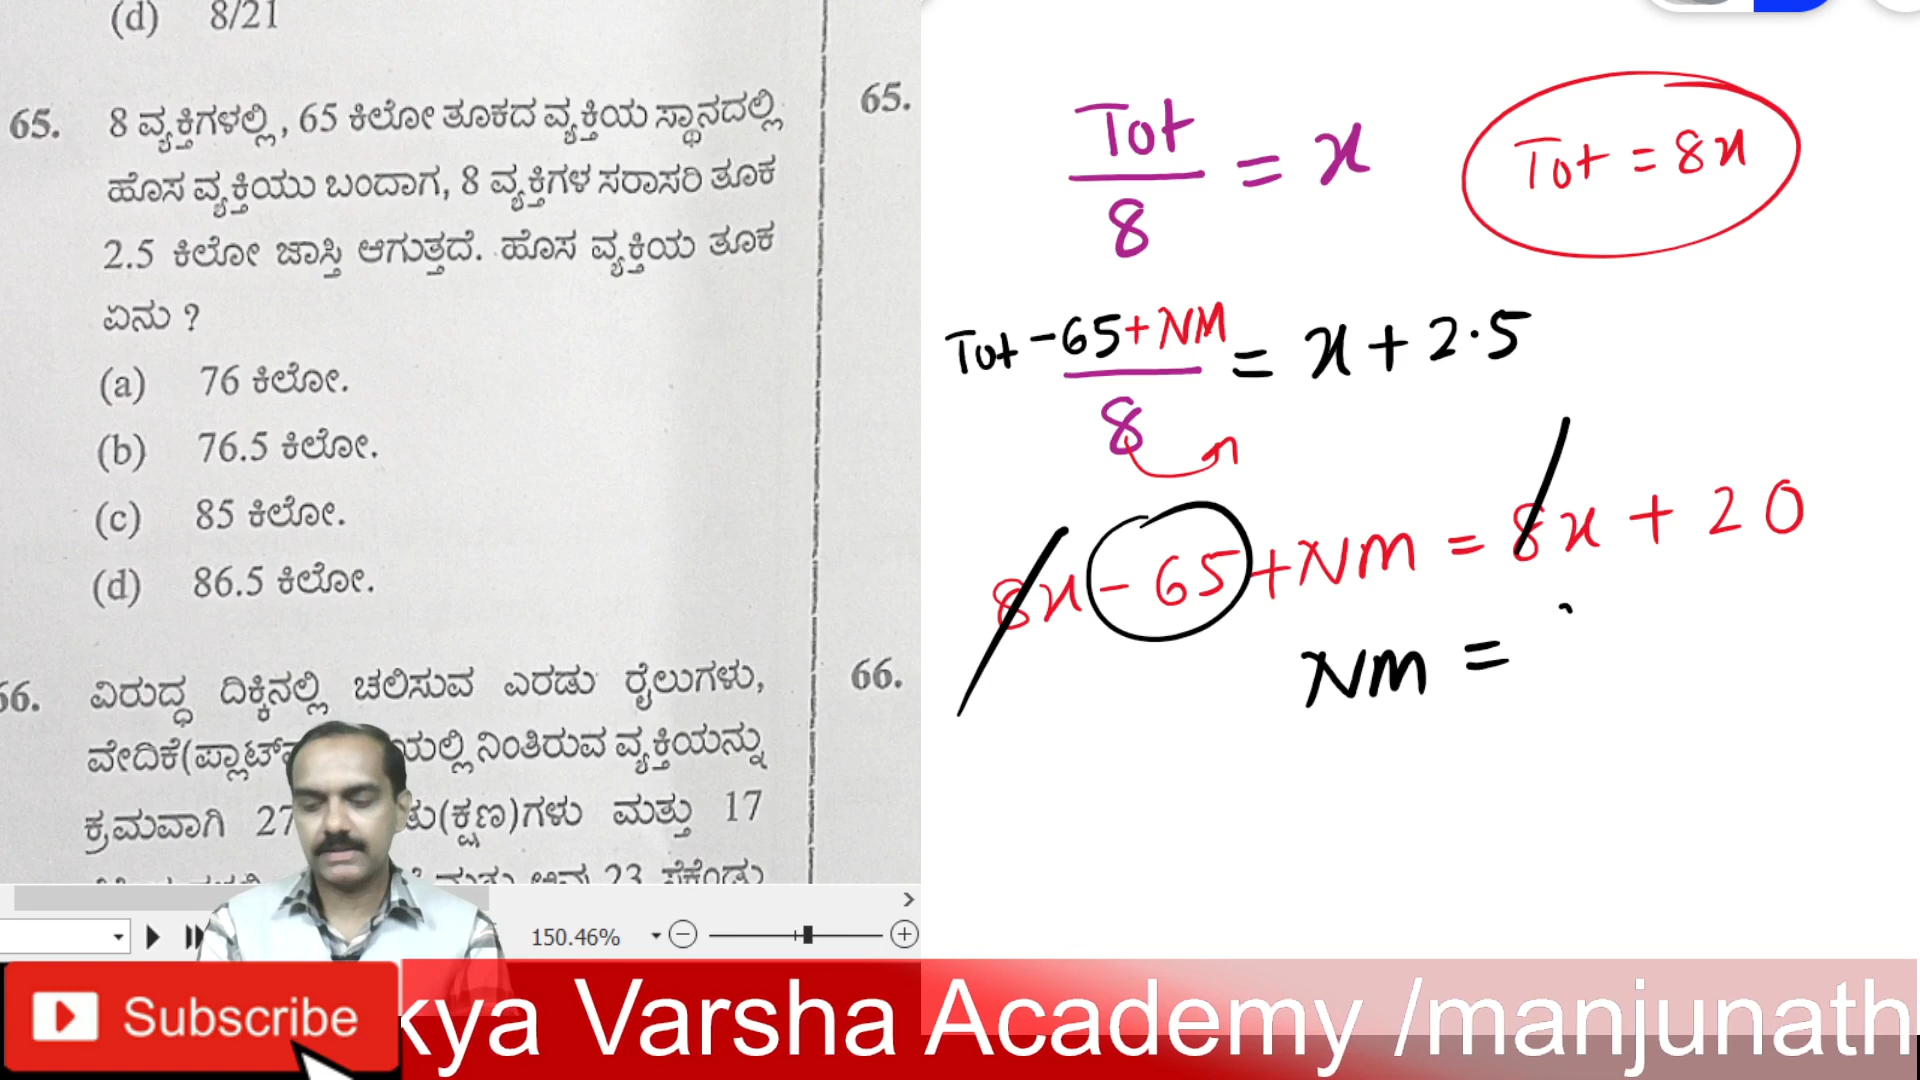 (d) 8/21
65. 8 ವ್ಯಕ್ತಿಗಳಲ್ಲಿ, 65 ಕಿಲೋ ತೂಕದ ವ್ಯಕ್ತಿಯ ಸ್ಥಾನದಲ್ಲಿ
ಹೊಸ ವ್ಯಕ್ತಿಯು ಬಂದಾಗ, 8 ವ್ಯಕ್ತಿಗಳ ಸರಾಸರಿ ತೂಕ
2.5 ಕಿಲೋ ಜಾಸ್ತಿ ಆಗುತ್ತದೆ. ಹೊಸ ವ್ಯಕ್ತಿಯ ತೂಕ
ಏನು ?
(a) 76 ಕಿಲೋ.
(b) 76.5 ಕಿಲೋ.
(c) 85 ಕಿಲೋ.
(d) 86.5 ಕಿಲೋ.
66. ವಿರುದ್ಧ ದಿಕ್ಕಿನಲ್ಲಿ ಚಲಿಸುವ ಎರಡು ರೈಲುಗಳು,
ನಿಂತಿರುವ ವ್ಯಕ್ತಿಯನ್ನು
ಕ್ರಮವಾಗಿ 27 (ಕ್ಷಣ)ಗಳು ಮತ್ತು 17
23 ಸೆಕೆಂಡು
65.
66.
Tot
8
= x
Tot = 8x
Tot - 65 + NM
8
= x + 2.5
8x - 65 + NM = 8x + 20
NM =
150.46%
Subscribe
kya Varsha Academy /manjunath